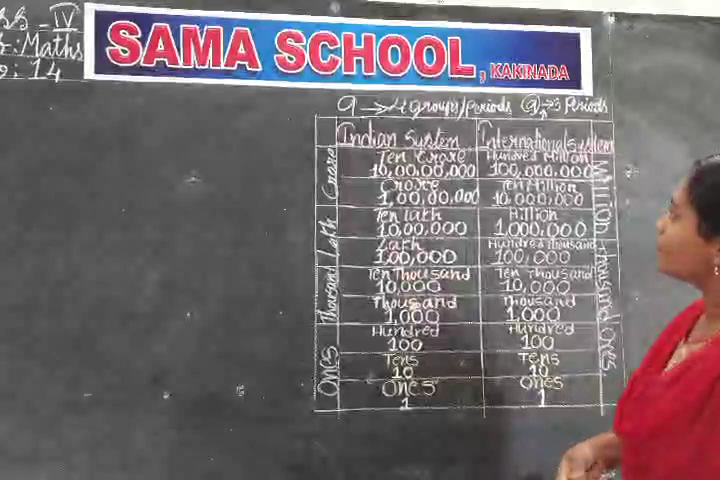 SS - IV
: Maths
: 14
SAMA SCHOOL, KAKINADA
9 → 4 groups/Periods 9 → 3 Periods
Indian System International system
Crore Ten Crore Hundred Million Million
10,00,00,000 100,000,000
Crore Ten Million
1,00,00,000 10,000,000
Lakh Ten lakh Million
10,00,000 1,000,000
Lakh Hundred thousand Thousand
1,00,000 100,000
Thousand Ten Thousand Ten Thousand
10,000 10,000
Thousand Thousand
1,000 1,000
Ones Hundred Hundred Ones
100 100
Tens Tens
10 10
Ones Ones
1 1